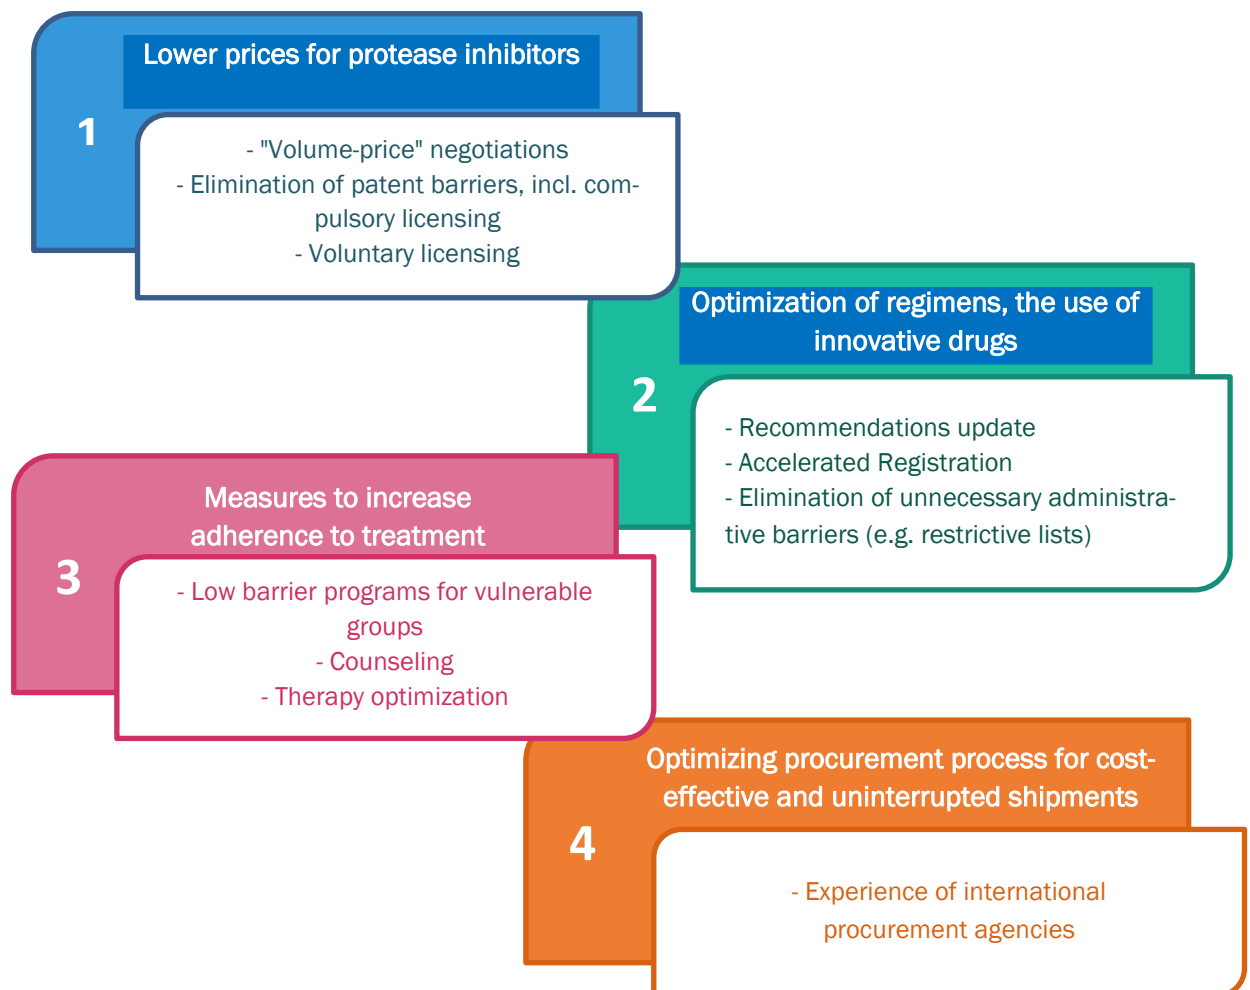 Lower prices for protease inhibitors
1
- "Volume-price" negotiations
- Elimination of patent barriers, incl. com-
pulsory licensing
- Voluntary licensing
Optimization of regimens, the use of
innovative drugs
2
- Recommendations update
- Accelerated Registration
- Elimination of unnecessary administra-
tive barriers (e.g. restrictive lists)
Measures to increase
adherence to treatment
3
- Low barrier programs for vulnerable
groups
- Counseling
- Therapy optimization
Optimizing procurement process for cost-
effective and uninterrupted shipments
4
- Experience of international
procurement agencies